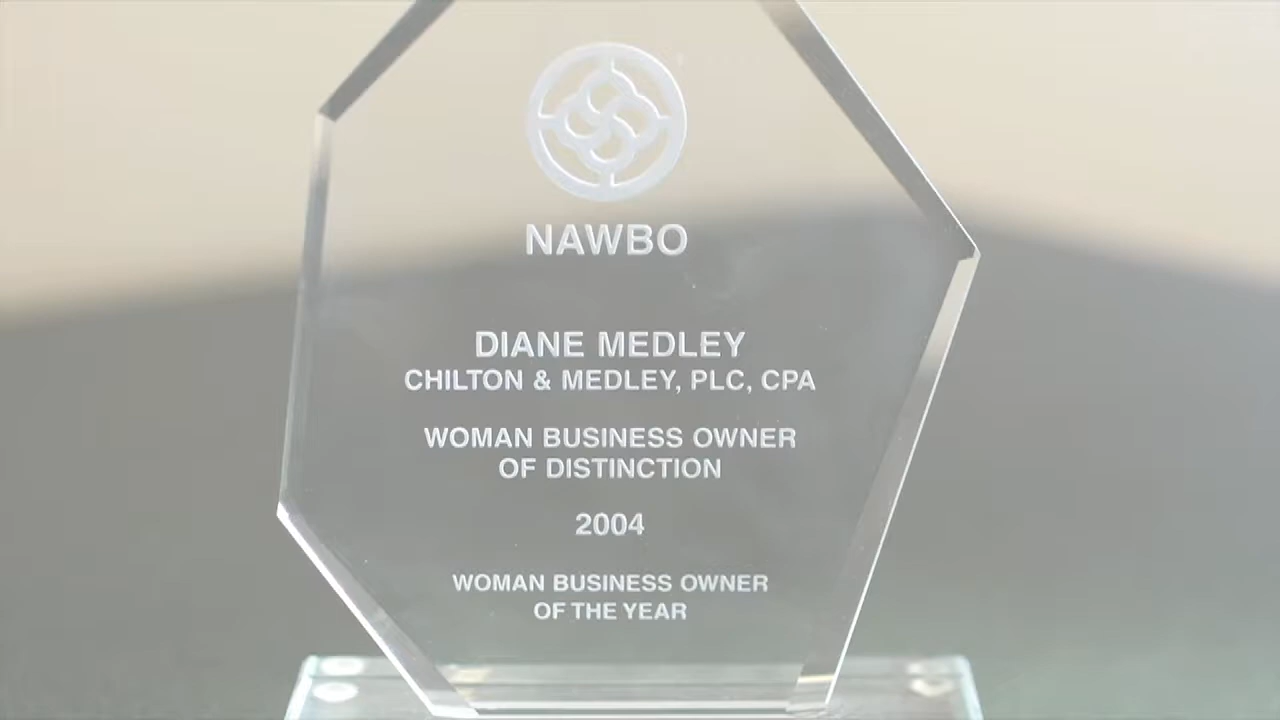 NAWBO
DIANE MEDLEY
CHILTON & MEDLEY, PLC, CPA
WOMAN BUSINESS OWNER
OF DISTINCTION
2004
WOMAN BUSINESS OWNER
OF THE YEAR